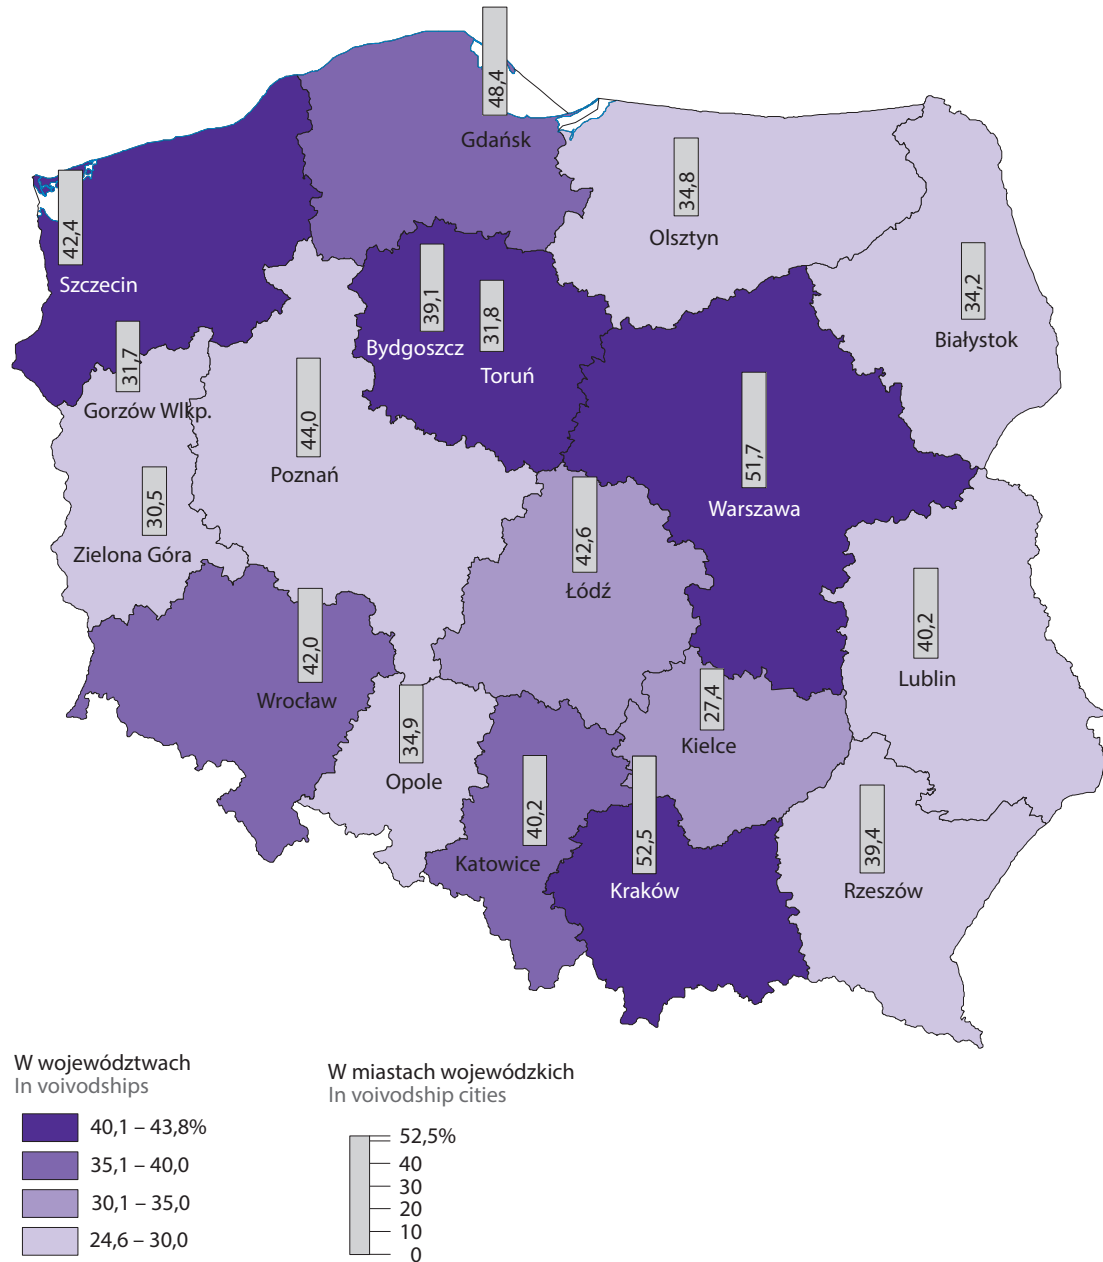 48,4
Gdańsk
34,8
Olsztyn
42,4
Szczecin
39,1
Bydgoszcz
31,8
Toruń
34,2
Białystok
31,7
Gorzów Wlkp.
44,0
Poznań
51,7
Warszawa
30,5
Zielona Góra
42,6
Łódź
42,0
Wrocław
40,2
Lublin
34,9
Opole
27,4
Kielce
40,2
Katowice
52,5
Kraków
39,4
Rzeszów
W województwach
In voivodships
40,1 – 43,8%
35,1 – 40,0
30,1 – 35,0
24,6 – 30,0
W miastach wojewódzkich
In voivodship cities
52,5%
40
30
20
10
0